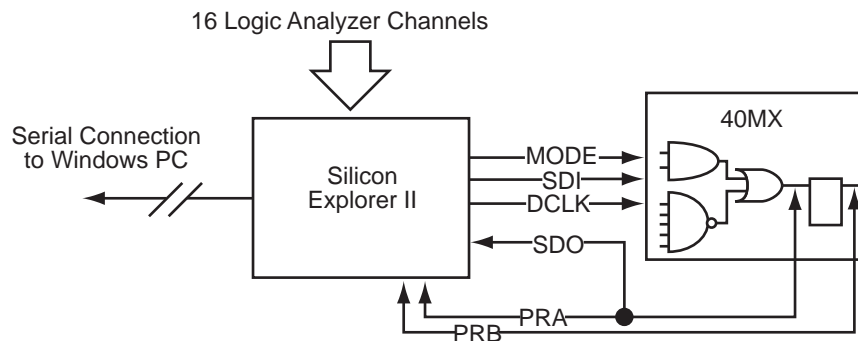 16 Logic Analyzer Channels
Serial Connection
to Windows PC
Silicon
Explorer II
MODE
SDI
DCLK
SDO
PRA
PRB
40MX